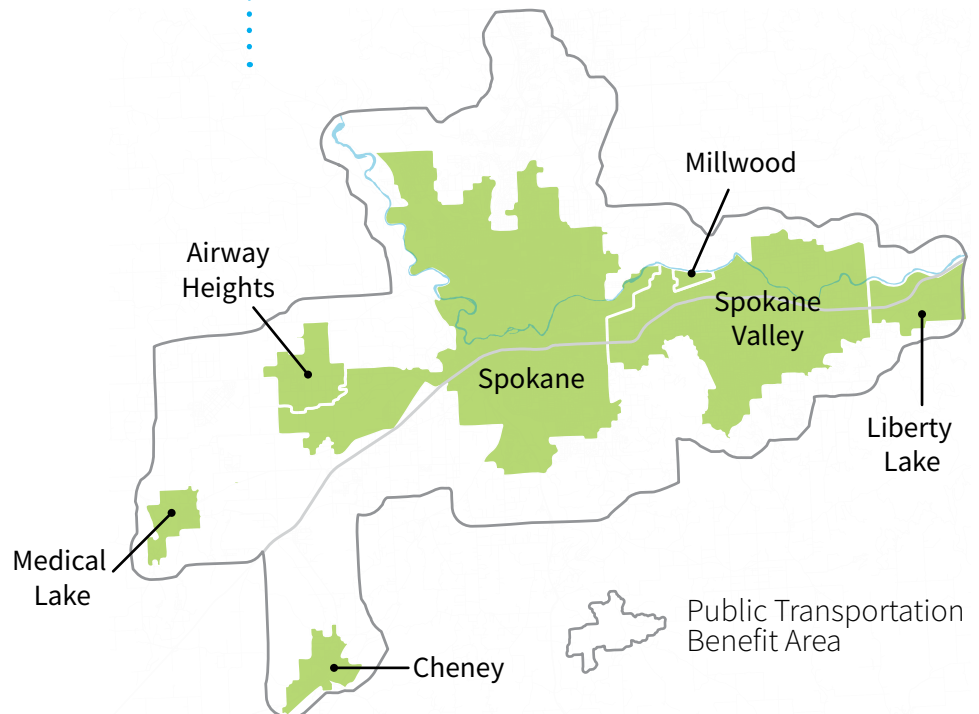 Millwood
Airway
Heights
Spokane
Valley
Spokane
Liberty
Lake
Medical
Lake
Public Transportation
Benefit Area
Cheney